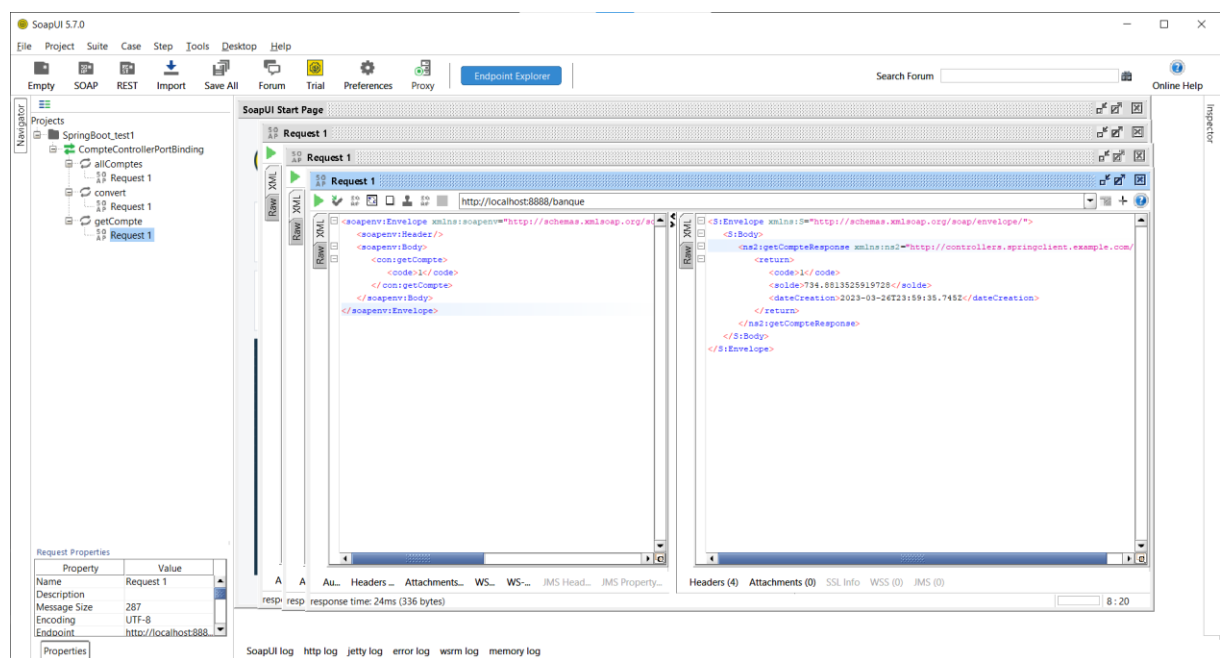 SoapUI 5.7.0
File Project Suite Case Step Tools Desktop Help
Empty SOAP REST Import Save All Forum Trial Preferences Proxy Endpoint Explorer Search Forum Online Help
Navigator
Projects
SpringBoot_test1
CompteControllerPortBinding
allComptes
Request 1
convert
Request 1
getCompte
Request 1
Request Properties
Property Value
Name Request 1
Description
Message Size 287
Encoding UTF-8
Endpoint http://localhost:888...
Properties
SoapUI Start Page
Request 1
Request 1
Request 1
XML
Raw
XML
Raw
http://localhost:8888/banque
XML
Raw
<soapenv:Envelope xmlns:soapenv="http://schemas.xmlsoap.org/so
<soapenv:Header/>
<soapenv:Body>
<con:getCompte>
<code>1</code>
</con:getCompte>
</soapenv:Body>
</soapenv:Envelope>
XML
Raw
<S:Envelope xmlns:S="http://schemas.xmlsoap.org/soap/envelope/">
<S:Body>
<ns2:getCompteResponse xmlns:ns2="http://controllers.springclient.example.com/
<return>
<code>1</code>
<solde>734.8813525919728</solde>
<dateCreation>2023-03-26T23:59:35.745Z</dateCreation>
</return>
</ns2:getCompteResponse>
</S:Body>
</S:Envelope>
A A Au... Headers ... Attachments... WS... WS-... JMS Head... JMS Property...
Headers (4) Attachments (0) SSL Info WSS (0) JMS (0)
resp resp response time: 24ms (336 bytes)
8 : 20
SoapUI log http log jetty log error log wsrm log memory log
Inspector